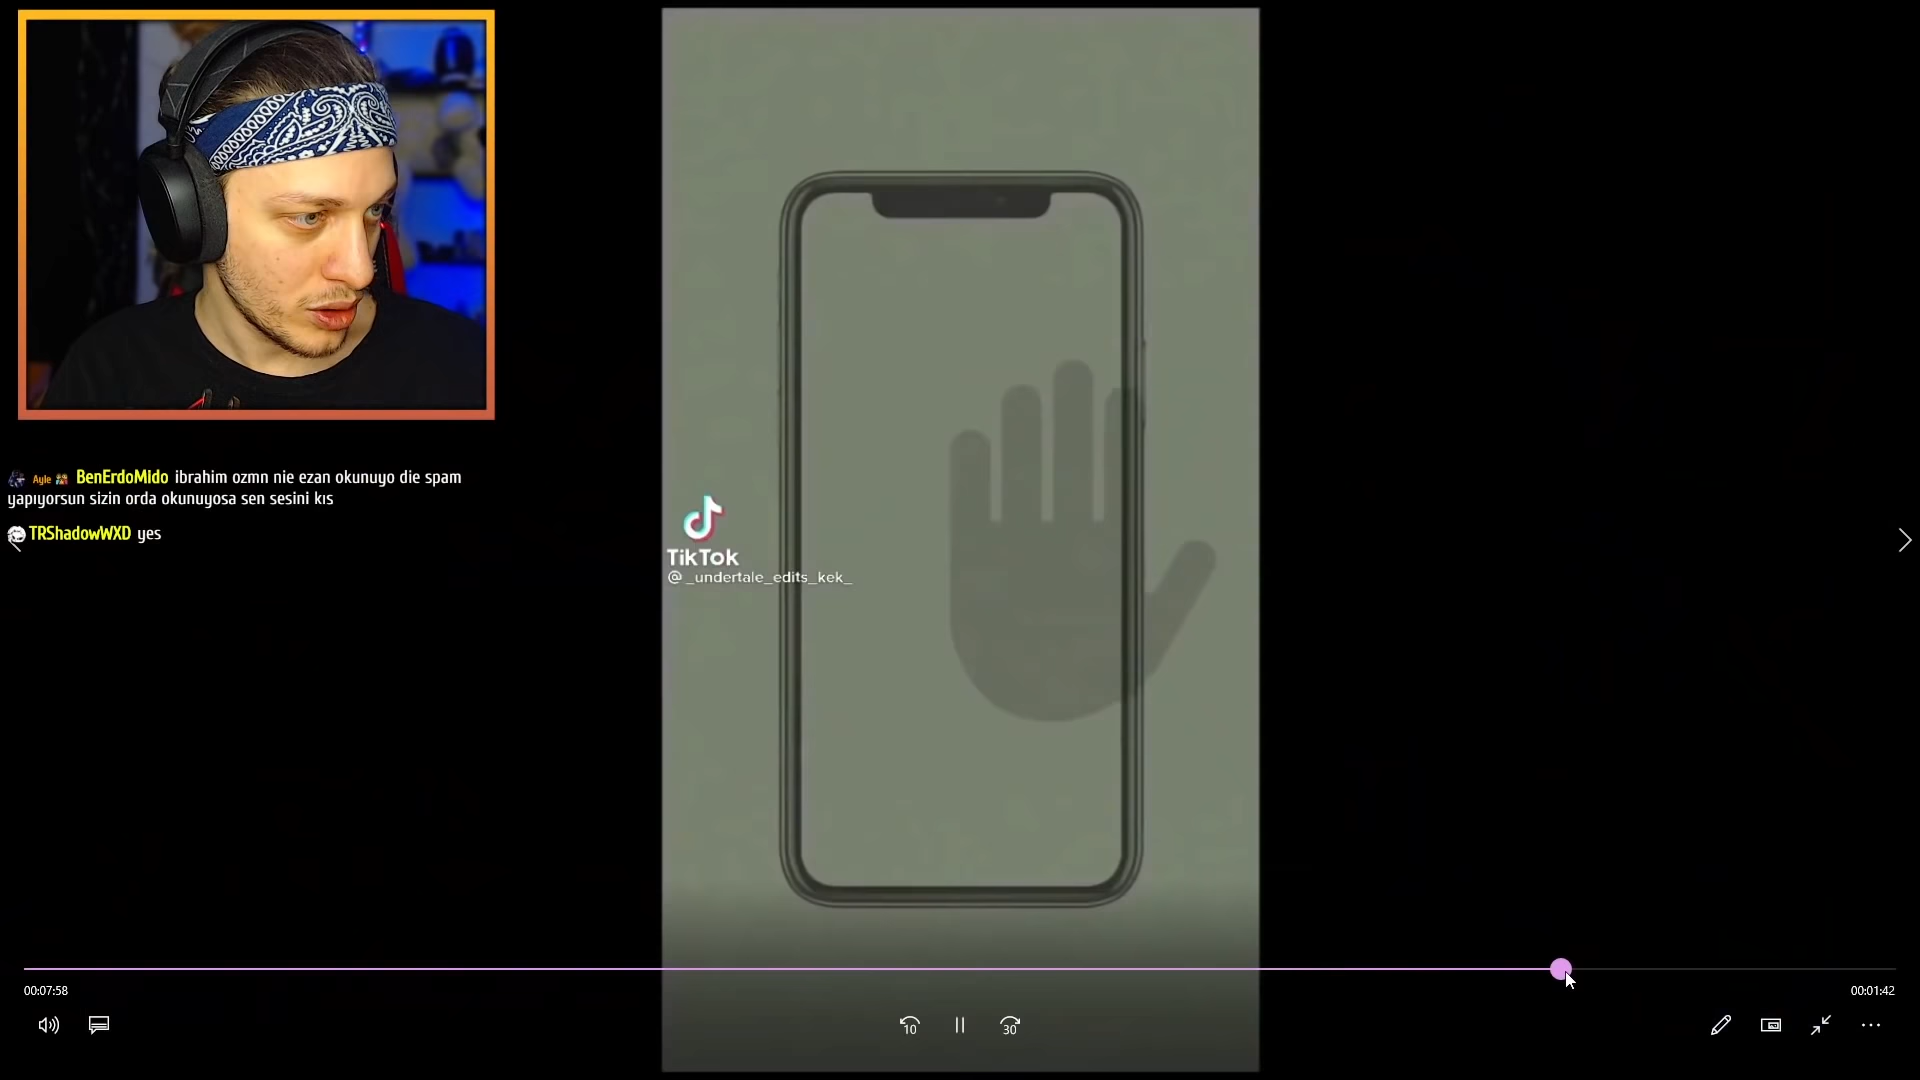 Ayle BenErdoMido ibrahim ozmn nie ezan okunuyo die spam
yapıyorsun sizin orda okunuyosa sen sesini kıs
TRShadowWXD yes
TikTok
@ _undertale_edits_kek_
00:07:58
00:01:42
10
30